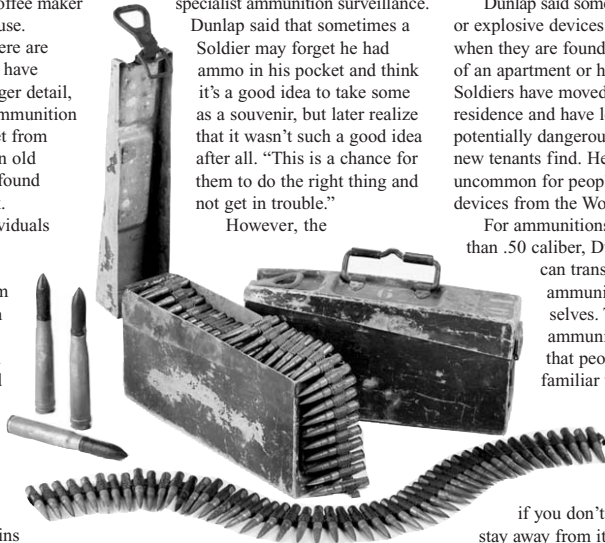 offee maker
use.
ere are
have
ger detail,
mmunition
et from
n old
found
viduals
m
n
l
ns
specialist ammunition surveillance.
Dunlap said that sometimes a
Soldier may forget he had
ammo in his pocket and think
it's a good idea to take some
as a souvenir, but later realize
that it wasn't such a good idea
after all. “This is a chance for
them to do the right thing and
not get in trouble.”
However, the
Dunlap said some
or explosive devices
when they are found
of an apartment or h
Soldiers have moved
residence and have l
potentially dangerou
new tenants find. He
uncommon for peop
devices from the Wo
For ammunitions
than .50 caliber, Du
can trans
ammuni
selves. T
ammuni
that peop
familiar
if you don't
stay away from it